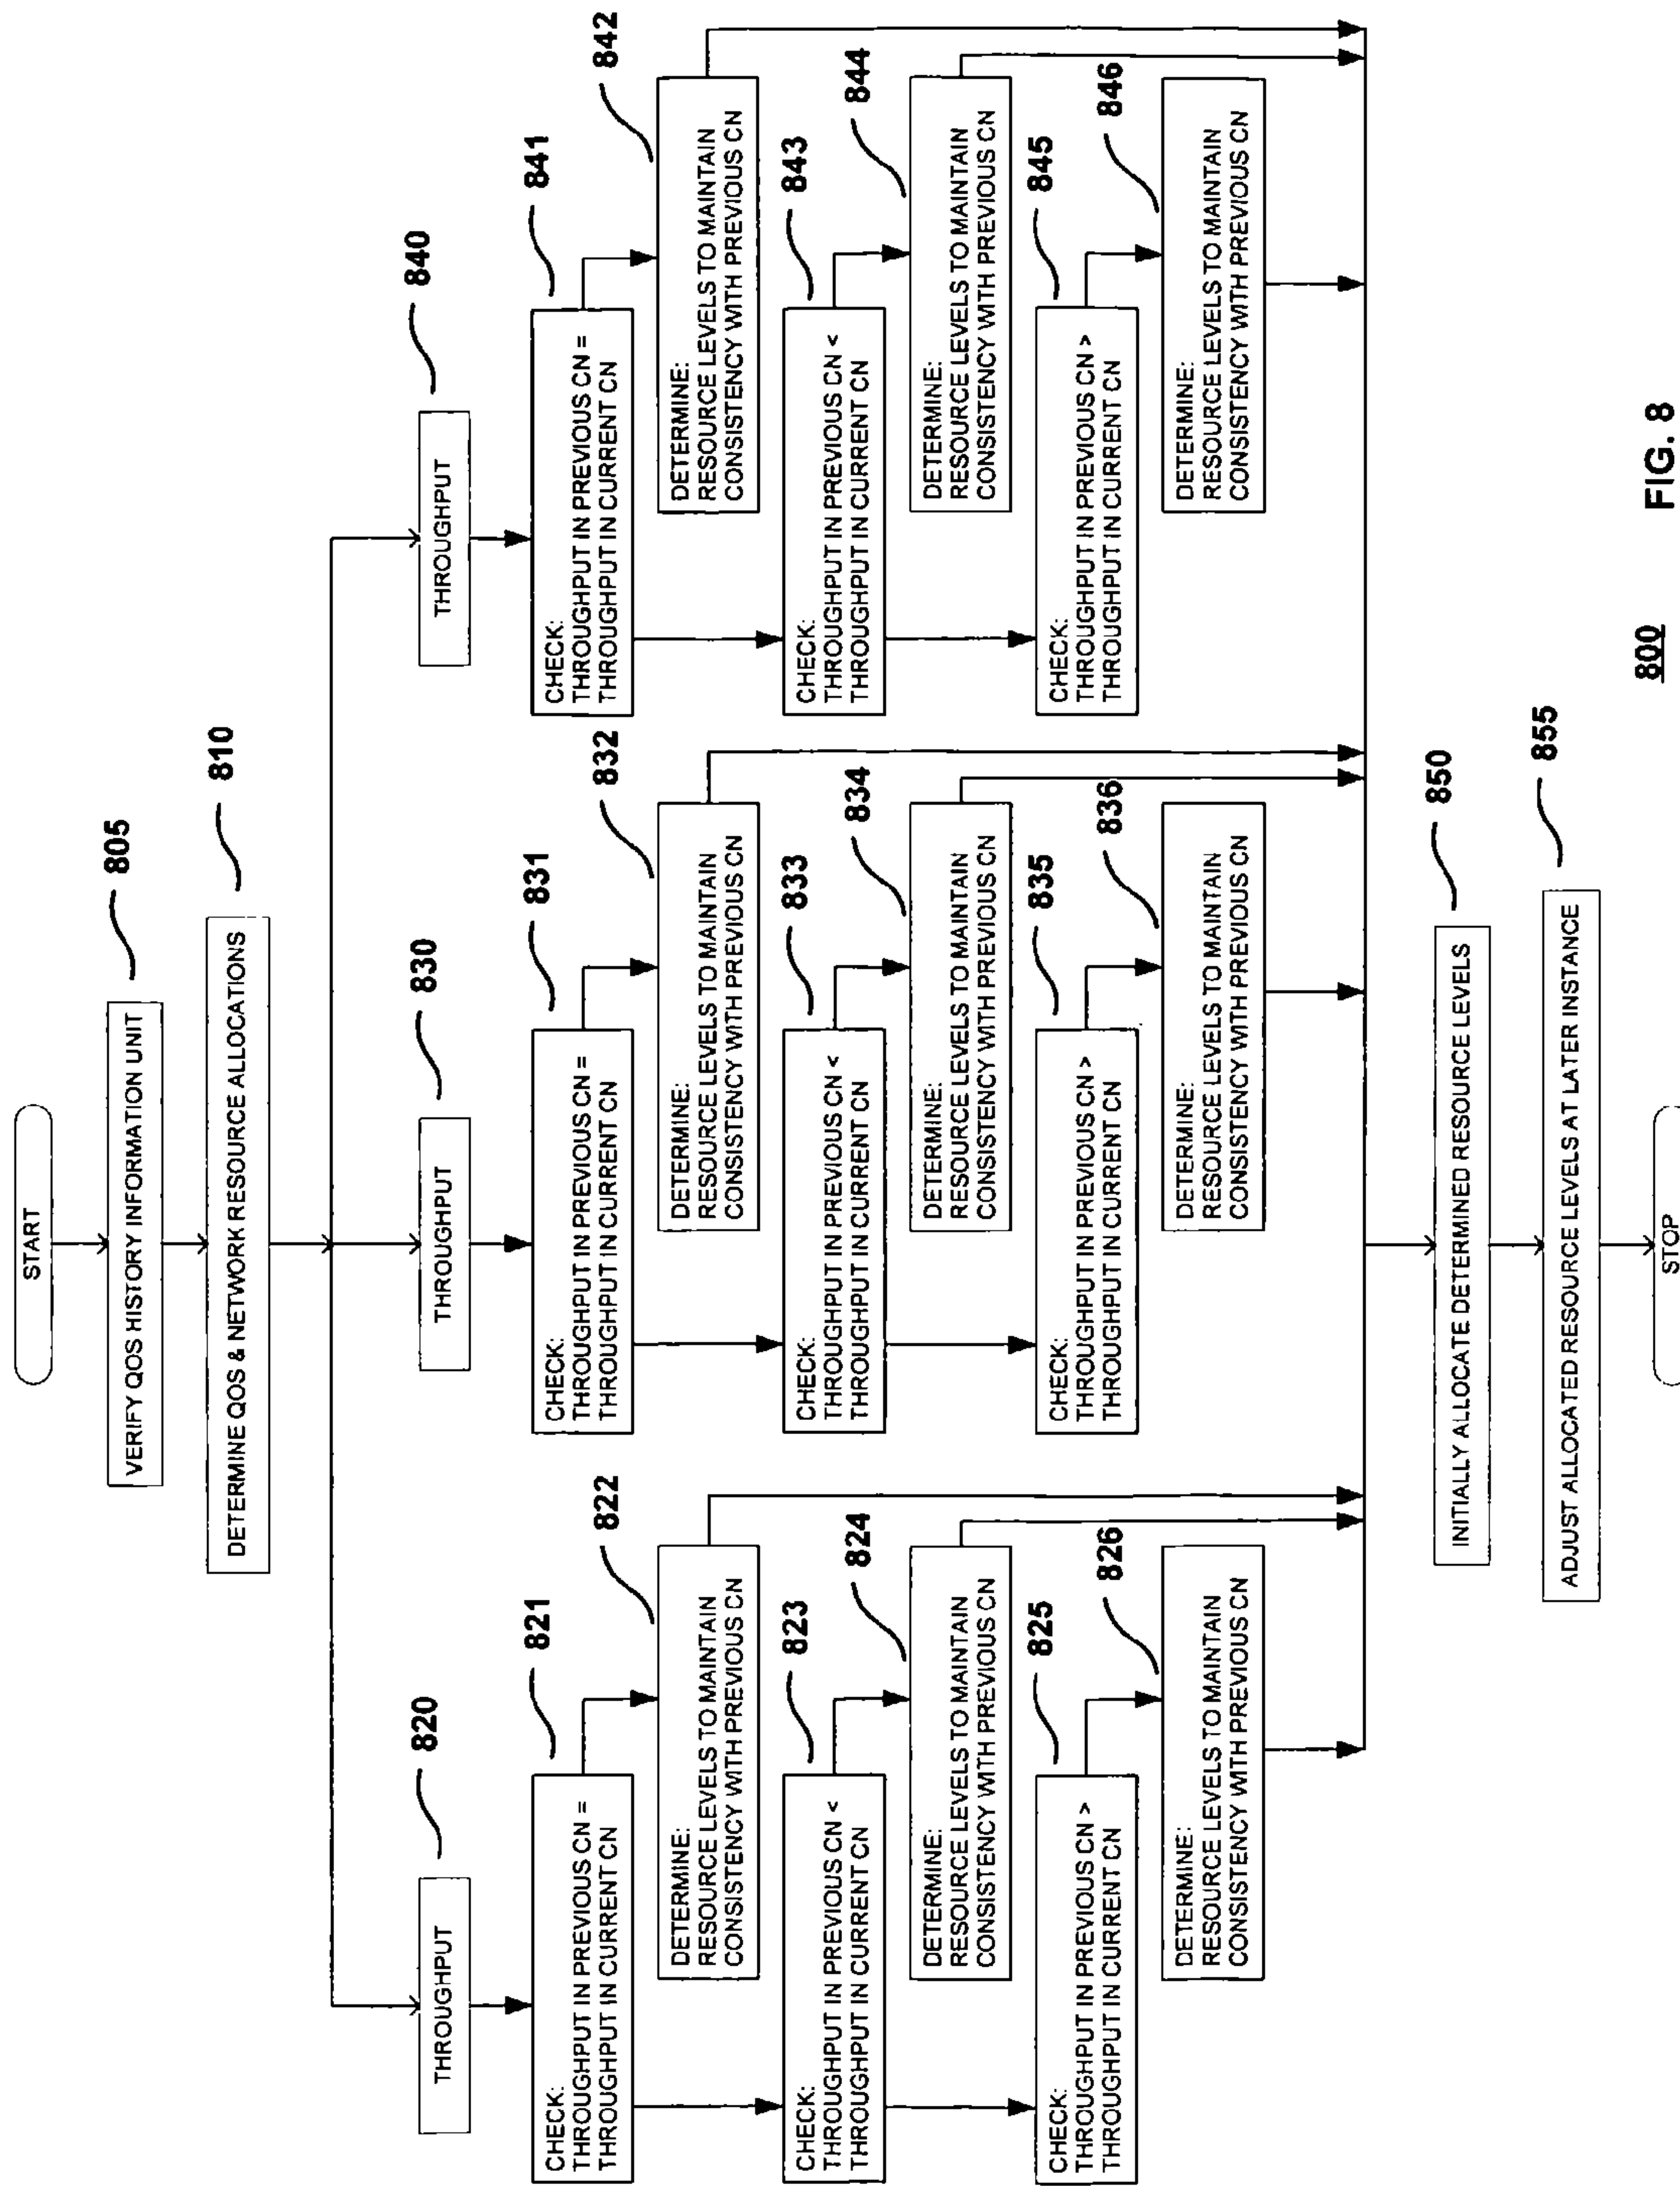 START
VERIFY QOS HISTORY INFORMATION UNIT
805
DETERMINE QOS & NETWORK RESOURCE ALLOCATIONS
810
THROUGHPUT
820
THROUGHPUT
830
THROUGHPUT
840
CHECK:
THROUGHPUT IN PREVIOUS CN =
THROUGHPUT IN CURRENT CN
821
DETERMINE:
RESOURCE LEVELS TO MAINTAIN
CONSISTENCY WITH PREVIOUS CN
822
CHECK:
THROUGHPUT IN PREVIOUS CN <
THROUGHPUT IN CURRENT CN
823
DETERMINE:
RESOURCE LEVELS TO MAINTAIN
CONSISTENCY WITH PREVIOUS CN
824
CHECK:
THROUGHPUT IN PREVIOUS CN >
THROUGHPUT IN CURRENT CN
825
DETERMINE:
RESOURCE LEVELS TO MAINTAIN
CONSISTENCY WITH PREVIOUS CN
826
CHECK:
THROUGHPUT IN PREVIOUS CN =
THROUGHPUT IN CURRENT CN
831
DETERMINE:
RESOURCE LEVELS TO MAINTAIN
CONSISTENCY WITH PREVIOUS CN
832
CHECK:
THROUGHPUT IN PREVIOUS CN <
THROUGHPUT IN CURRENT CN
833
DETERMINE:
RESOURCE LEVELS TO MAINTAIN
CONSISTENCY WITH PREVIOUS CN
834
CHECK:
THROUGHPUT IN PREVIOUS CN >
THROUGHPUT IN CURRENT CN
835
DETERMINE:
RESOURCE LEVELS TO MAINTAIN
CONSISTENCY WITH PREVIOUS CN
836
CHECK:
THROUGHPUT IN PREVIOUS CN =
THROUGHPUT IN CURRENT CN
841
DETERMINE:
RESOURCE LEVELS TO MAINTAIN
CONSISTENCY WITH PREVIOUS CN
842
CHECK:
THROUGHPUT IN PREVIOUS CN <
THROUGHPUT IN CURRENT CN
843
DETERMINE:
RESOURCE LEVELS TO MAINTAIN
CONSISTENCY WITH PREVIOUS CN
844
CHECK:
THROUGHPUT IN PREVIOUS CN >
THROUGHPUT IN CURRENT CN
845
DETERMINE:
RESOURCE LEVELS TO MAINTAIN
CONSISTENCY WITH PREVIOUS CN
846
INITIALLY ALLOCATE DETERMINED RESOURCE LEVELS
850
ADJUST ALLOCATED RESOURCE LEVELS AT LATER INSTANCE
855
STOP
800
FIG. 8